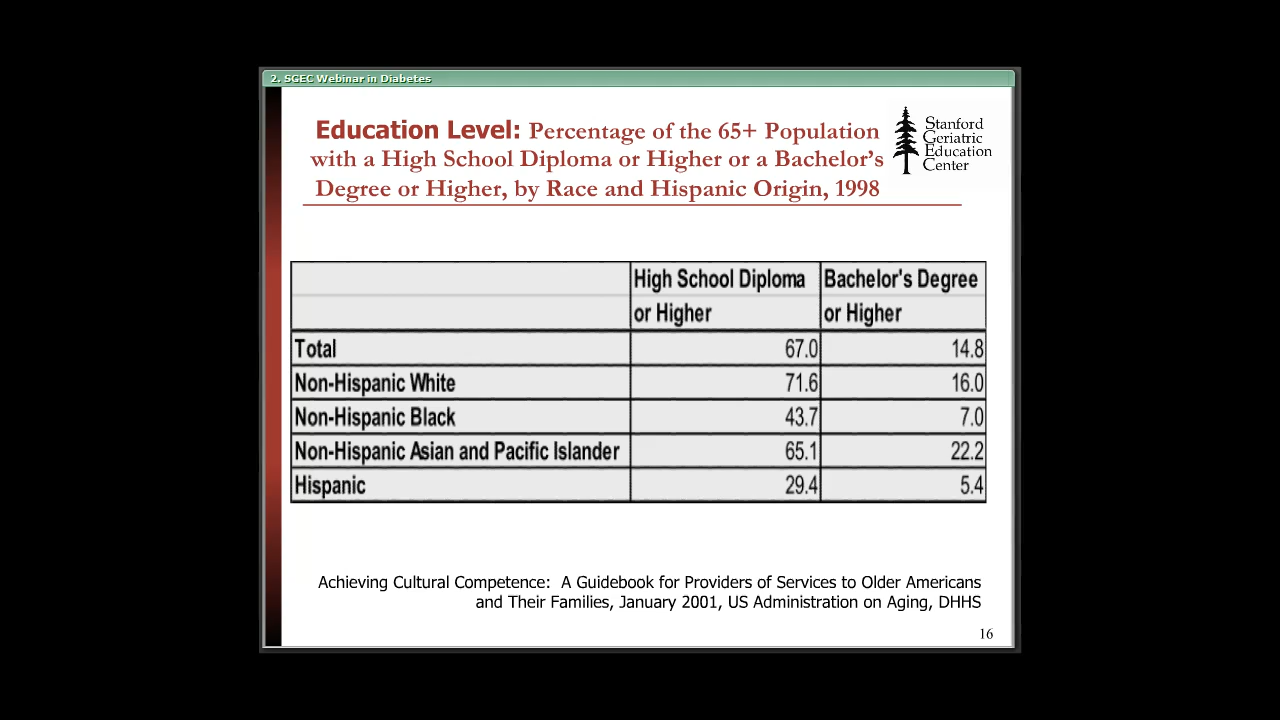 2. SGEC Webinar in Diabetes
Education Level: Percentage of the 65+ Population
with a High School Diploma or Higher or a Bachelor's
Degree or Higher, by Race and Hispanic Origin, 1998
Stanford
Geriatric
Education
Center
High School Diploma Bachelor's Degree
or Higher or Higher
Total 67.0 14.8
Non-Hispanic White 71.6 16.0
Non-Hispanic Black 43.7 7.0
Non-Hispanic Asian and Pacific Islander 65.1 22.2
Hispanic 29.4 5.4
Achieving Cultural Competence: A Guidebook for Providers of Services to Older Americans
and Their Families, January 2001, US Administration on Aging, DHHS
16